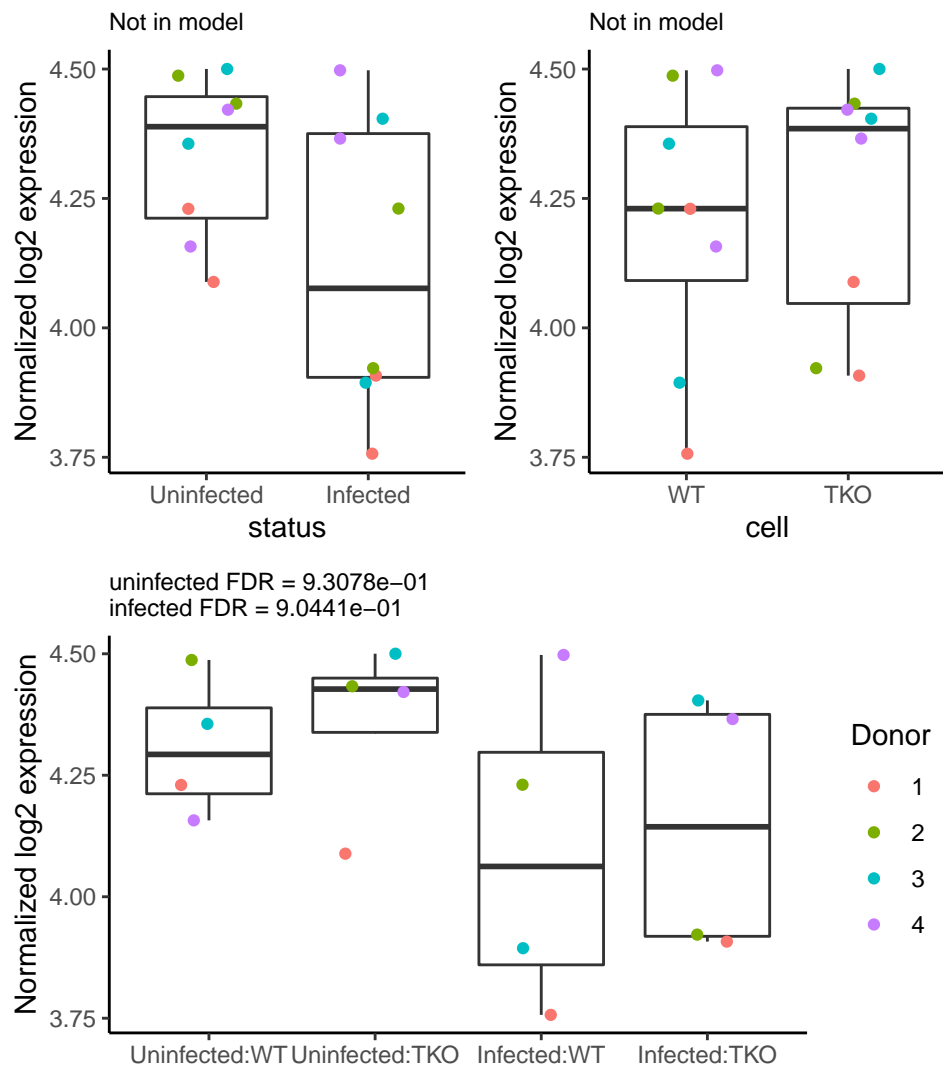 Not in model
Normalized log2 expression
4.50
4.25
4.00
3.75
Uninfected Infected
status
Not in model
Normalized log2 expression
4.50
4.25
4.00
3.75
WT TKO
cell
uninfected FDR = 9.3078e−01
infected FDR = 9.0441e−01
Normalized log2 expression
4.50
4.25
4.00
3.75
Uninfected:WT Uninfected:TKO Infected:WT Infected:TKO
Donor
1
2
3
4